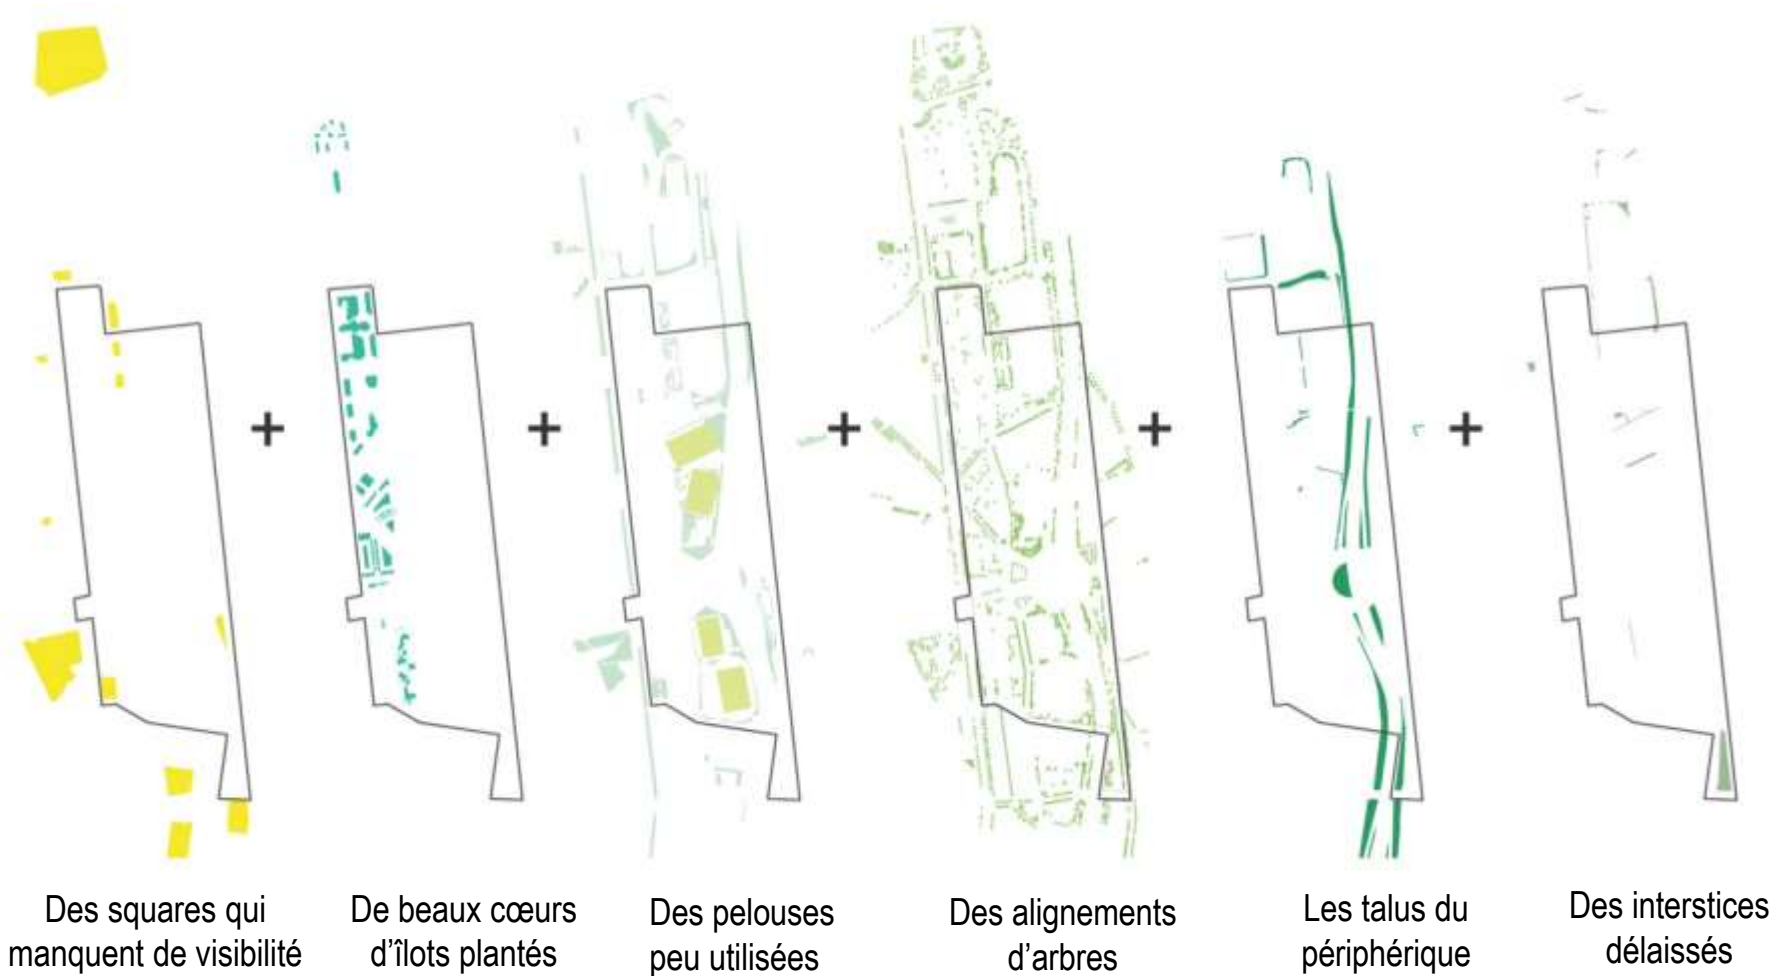 Des squares qui
manquent de visibilité
De beaux cœurs
d'îlots plantés
Des pelouses
peu utilisées
Des alignements
d'arbres
Les talus du
périphérique
Des interstices
délaissés